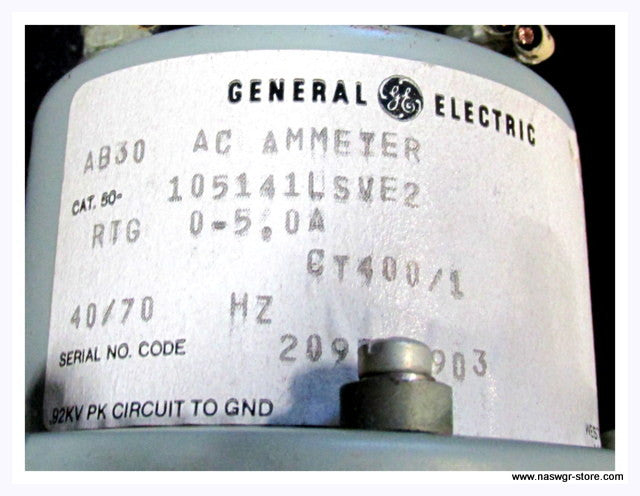 GENERAL GE ELECTRIC
AB30 AC AMMETER
CAT. 50- 105141LSVE2
RTG 0-5.0A
CT400/1
40/70 HZ
SERIAL NO. CODE
.92KV PK CIRCUIT TO GND
www.naswgr-store.com